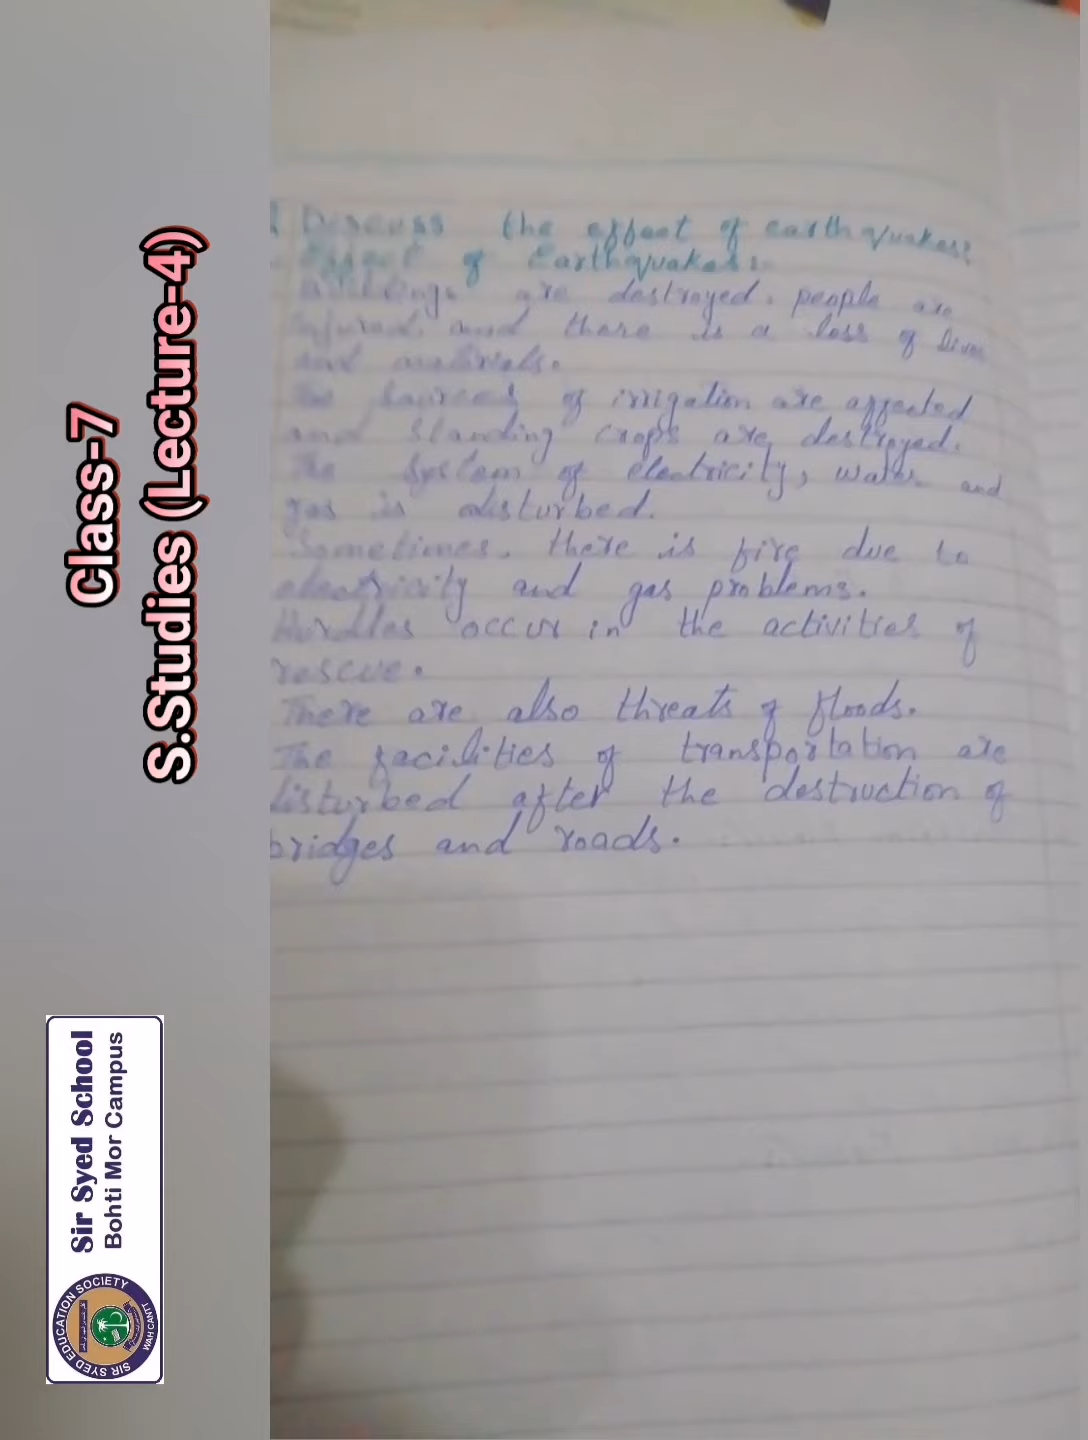 Class-7
S.Studies (Lecture-4)
Sir Syed School
Bohti Mor Campus
SIR SYED EDUCATION SOCIETY
WAH CANTT
Discuss the effect of earthquakes?
Effect of Earthquakes:
Buildings are destroyed, people are
injured and there is a loss of lives
and materials.
The sources of irrigation are affected
and standing crops are destroyed.
The system of electricity, water and
gas is disturbed.
Sometimes, there is fire due to
electricity and gas problems.
Hurdles occur in the activities of
rescue.
There are also threats of floods.
The facilities of transportation are
disturbed after the destruction of
bridges and roads.